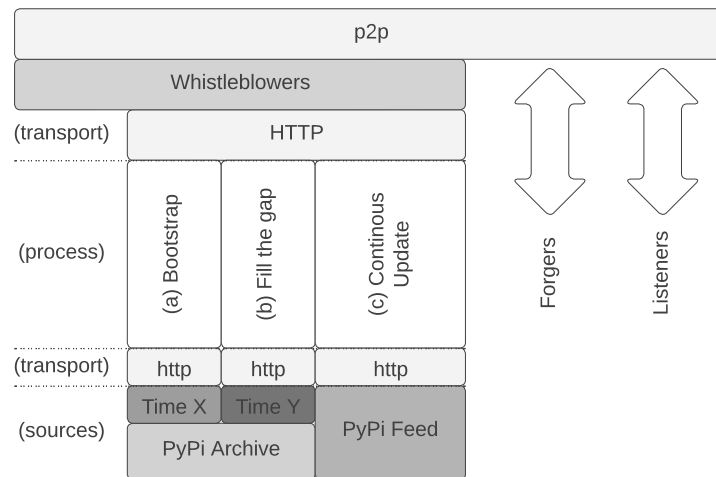 p2p
Whistleblowers
(transport)
HTTP
(process)
(a) Bootstrap
(b) Fill the gap
(c) Continous
Update
Forgers
Listeners
(transport)
http
http
http
(sources)
Time X
Time Y
PyPi Feed
PyPi Archive